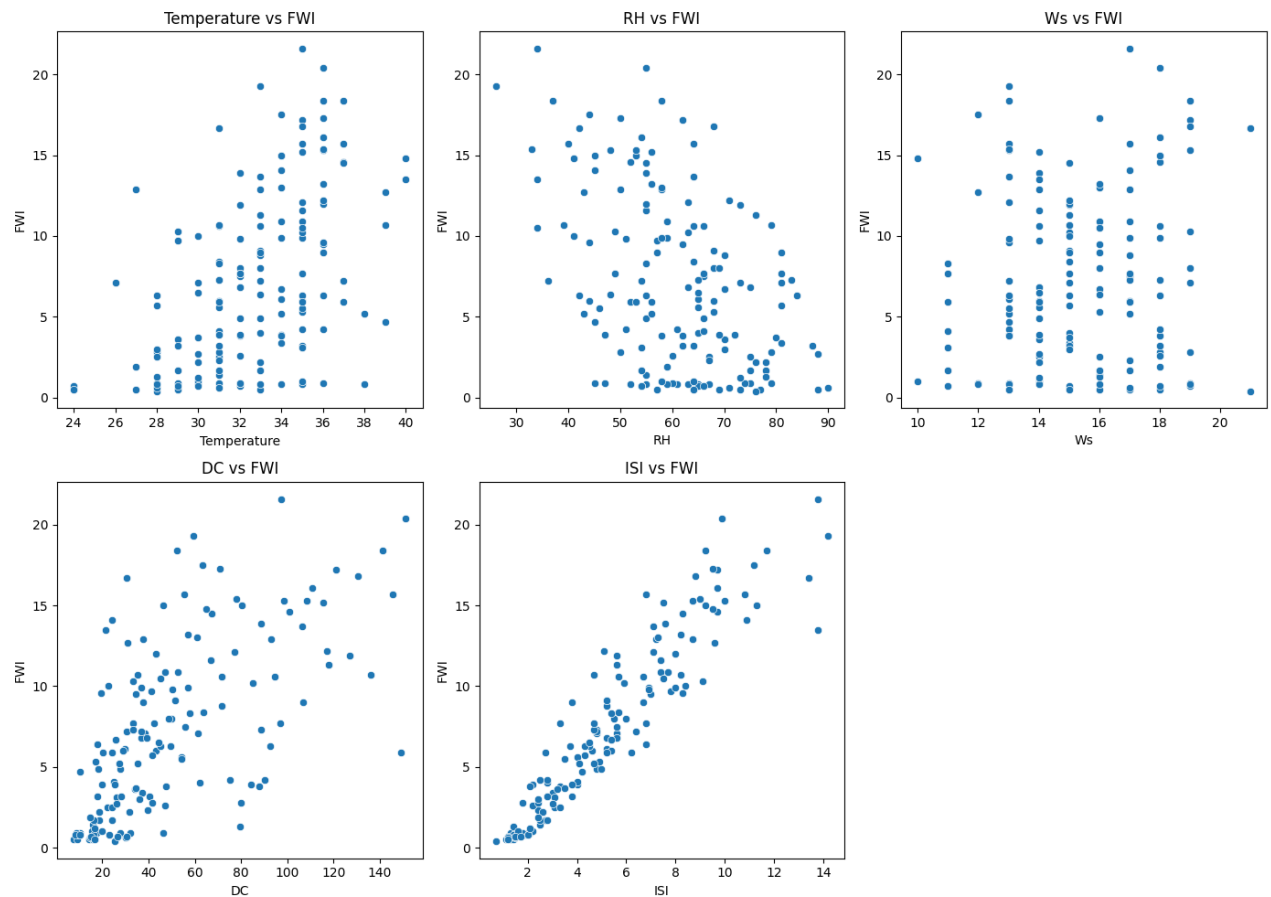 Temperature vs FWI
RH vs FWI
Ws vs FWI
FWI
20
15
10
5
0
24 26 28 30 32 34 36 38 40
Temperature
FWI
20
15
10
5
0
30 40 50 60 70 80 90
RH
FWI
20
15
10
5
0
10 12 14 16 18 20
Ws
DC vs FWI
ISI vs FWI
FWI
20
15
10
5
0
20 40 60 80 100 120 140
DC
FWI
20
15
10
5
0
2 4 6 8 10 12 14
ISI